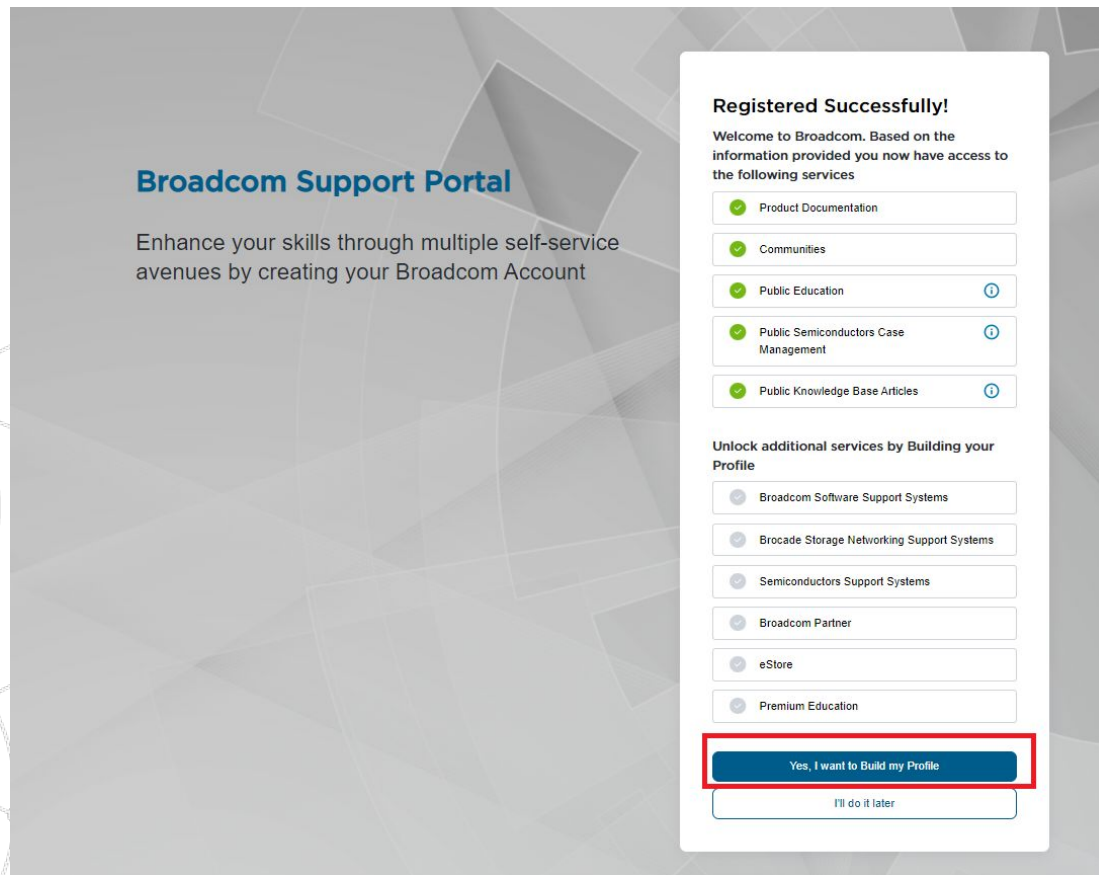 Broadcom Support Portal
Enhance your skills through multiple self-service
avenues by creating your Broadcom Account
Registered Successfully!
Welcome to Broadcom. Based on the
information provided you now have access to
the following services
Product Documentation
Communities
Public Education
Public Semiconductors Case
Management
Public Knowledge Base Articles
Unlock additional services by Building your
Profile
Broadcom Software Support Systems
Brocade Storage Networking Support Systems
Semiconductors Support Systems
Broadcom Partner
eStore
Premium Education
Yes, I want to Build my Profile
I'll do it later